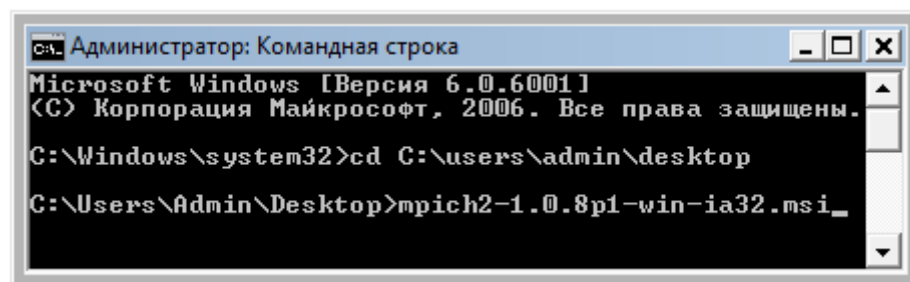 C:\. Администратор: Командная строка
Microsoft Windows [Версия 6.0.6001]
(C) Корпорация Майкрософт, 2006. Все права защищены.
C:\Windows\system32>cd C:\users\admin\desktop
C:\Users\Admin\Desktop>mpich2-1.0.8p1-win-ia32.msi_